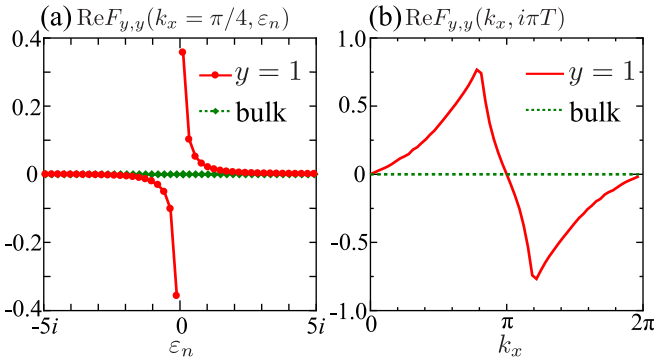 (a) ReF_{y,y}(k_x = π/4, ε_n)
0.4
0.2
0
-0.2
-0.4
-5i
0
5i
ε_n
y = 1
bulk
(b) ReF_{y,y}(k_x, iπT)
1.0
0.5
0
-0.5
-1.0
0
π
2π
k_x
y = 1
bulk